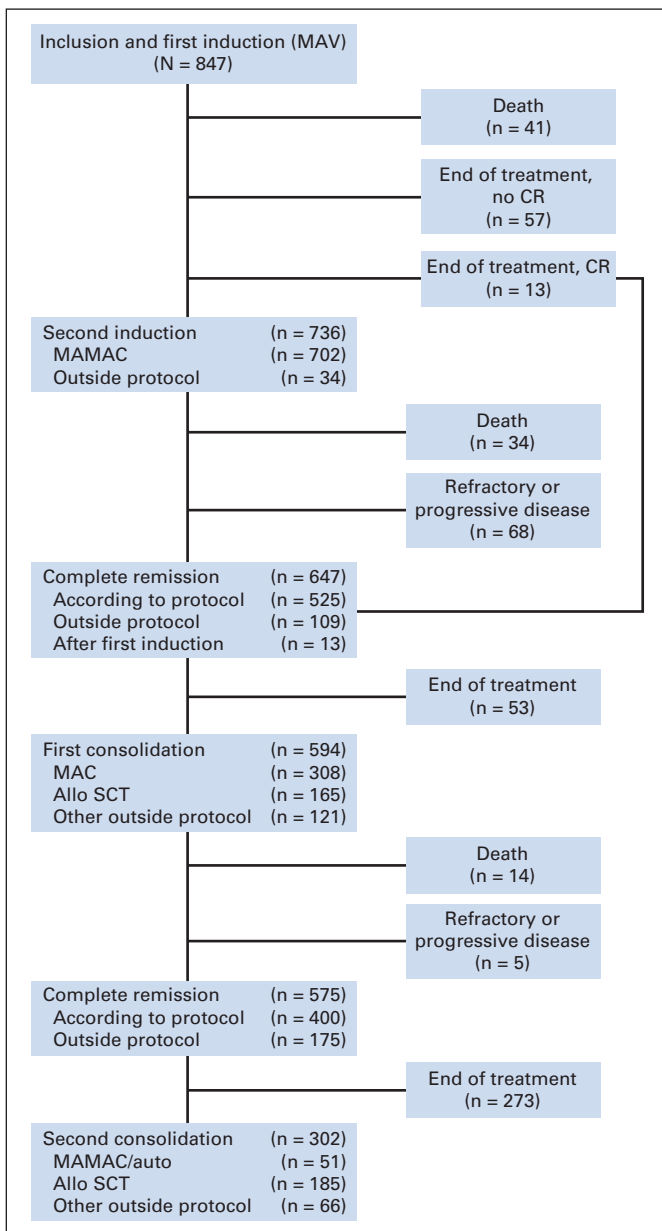 Inclusion and first induction (MAV)
(N = 847)
Death
(n = 41)
End of treatment,
no CR
(n = 57)
End of treatment, CR
(n = 13)
Second induction (n = 736)
MAMAC (n = 702)
Outside protocol (n = 34)
Death
(n = 34)
Refractory or
progressive disease
(n = 68)
Complete remission (n = 647)
According to protocol (n = 525)
Outside protocol (n = 109)
After first induction (n = 13)
End of treatment
(n = 53)
First consolidation (n = 594)
MAC (n = 308)
Allo SCT (n = 165)
Other outside protocol (n = 121)
Death
(n = 14)
Refractory or
progressive disease
(n = 5)
Complete remission (n = 575)
According to protocol (n = 400)
Outside protocol (n = 175)
End of treatment
(n = 273)
Second consolidation (n = 302)
MAMAC/auto (n = 51)
Allo SCT (n = 185)
Other outside protocol (n = 66)